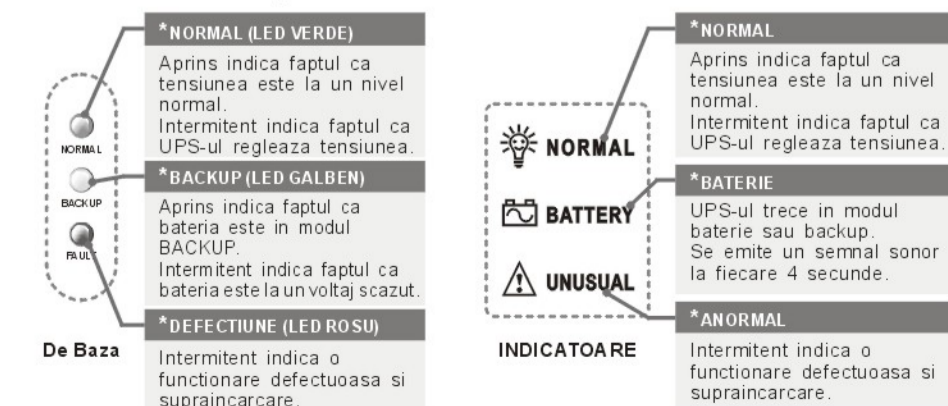 *NORMAL (LED VERDE)
Aprins indica faptul ca
tensiunea este la un nivel
normal.
Intermitent indica faptul ca
UPS-ul regleaza tensiunea.
*BACKUP (LED GALBEN)
Aprins indica faptul ca
bateria este in modul
BACKUP.
Intermitent indica faptul ca
bateria este la un voltaj scazut.
*DEFECTIUNE (LED ROSU)
Intermitent indica o
functionare defectuoasa si
supraincarcare.
NORMAL
BACKUP
FAULT
De Baza
*NORMAL
Aprins indica faptul ca
tensiunea este la un nivel
normal.
Intermitent indica faptul ca
UPS-ul regleaza tensiunea.
*BATERIE
UPS-ul trece in modul
baterie sau backup.
Se emite un semnal sonor
la fiecare 4 secunde.
*ANORMAL
Intermitent indica o
functionare defectuoasa si
supraincarcare.
NORMAL
BATTERY
UNUSUAL
INDICATOARE